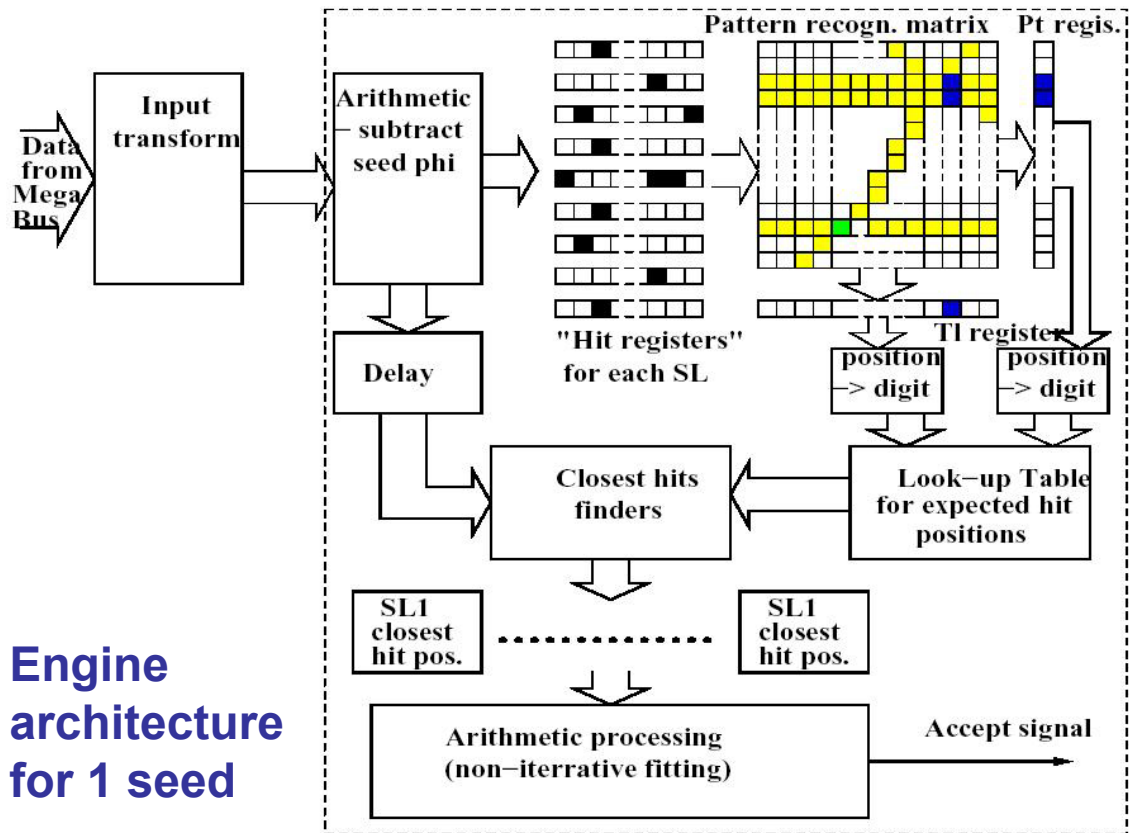 Pattern recogn. matrix
Pt regis.
Data
from
Mega
Bus
Input
transform
Arithmetic
– subtract
seed phi
"Hit registers"
for each SL
Tl register
position
–> digit
position
–> digit
Delay
Closest hits
finders
Look–up Table
for expected hit
positions
SL1
closest
hit pos.
SL1
closest
hit pos.
Engine
architecture
for 1 seed
Arithmetic processing
(non–iterrative fitting)
Accept signal